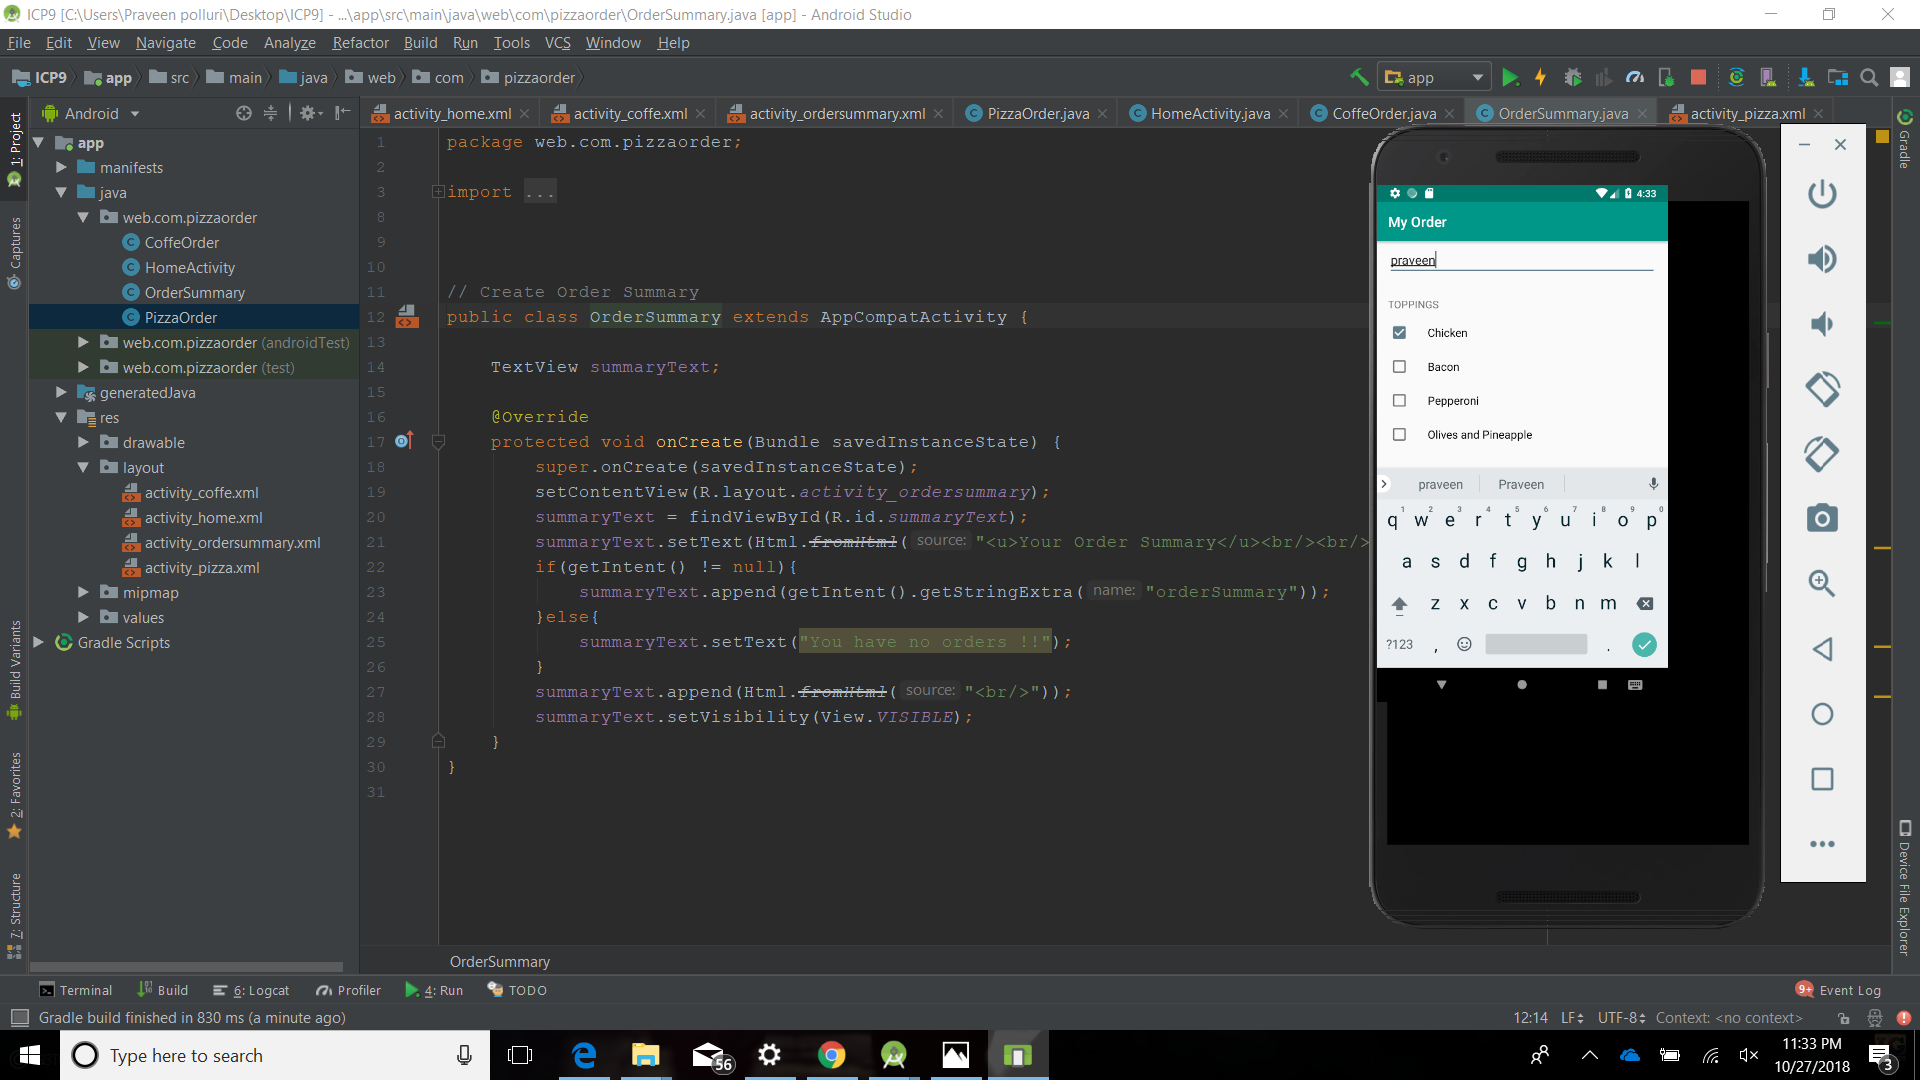 ICP9 [C:\Users\Praveen polluri\Desktop\ICP9] - ...\app\src\main\java\web\com\pizzaorder\OrderSummary.java [app] - Android Studio
File Edit View Navigate Code Analyze Refactor Build Run Tools VCS Window Help
ICP9 app src main java web com pizzaorder
app
Android
activity_home.xml activity_coffe.xml activity_ordersummary.xml PizzaOrder.java HomeActivity.java CoffeOrder.java OrderSummary.java activity_pizza.xml
1: Project
Captures
Build Variants
2: Favorites
7: Structure
app
manifests
java
web.com.pizzaorder
CoffeOrder
HomeActivity
OrderSummary
PizzaOrder
web.com.pizzaorder (androidTest)
web.com.pizzaorder (test)
generatedJava
res
drawable
layout
activity_coffe.xml
activity_home.xml
activity_ordersummary.xml
activity_pizza.xml
mipmap
values
Gradle Scripts
1 package web.com.pizzaorder;
2
3 import ...
8
9
10
11 // Create Order Summary
12 public class OrderSummary extends AppCompatActivity {
13
14 TextView summaryText;
15
16 @Override
17 protected void onCreate(Bundle savedInstanceState) {
18 super.onCreate(savedInstanceState);
19 setContentView(R.layout.activity_ordersummary);
20 summaryText = findViewById(R.id.summaryText);
21 summaryText.setText(Html.fromHtml( source: "<u>Your Order Summary</u><br/><br/>
22 if(getIntent() != null){
23 summaryText.append(getIntent().getStringExtra( name: "orderSummary"));
24 }else{
25 summaryText.setText("You have no orders !!");
26 }
27 summaryText.append(Html.fromHtml( source: "<br/>"));
28 summaryText.setVisibility(View.VISIBLE);
29 }
30 }
31
OrderSummary
4:33
My Order
praveen
TOPPINGS
Chicken
Bacon
Pepperoni
Olives and Pineapple
praveen Praveen
q1 w2 e3 r4 t5 y6 u7 i8 o9 p0
a s d f g h j k l
z x c v b n m
?123 , .
Gradle
Device File Explorer
Terminal Build 6: Logcat Profiler 4: Run TODO
9+ Event Log
Gradle build finished in 830 ms (a minute ago)
12:14 LF UTF-8 Context: <no context>
Type here to search
56
11:33 PM
10/27/2018
3